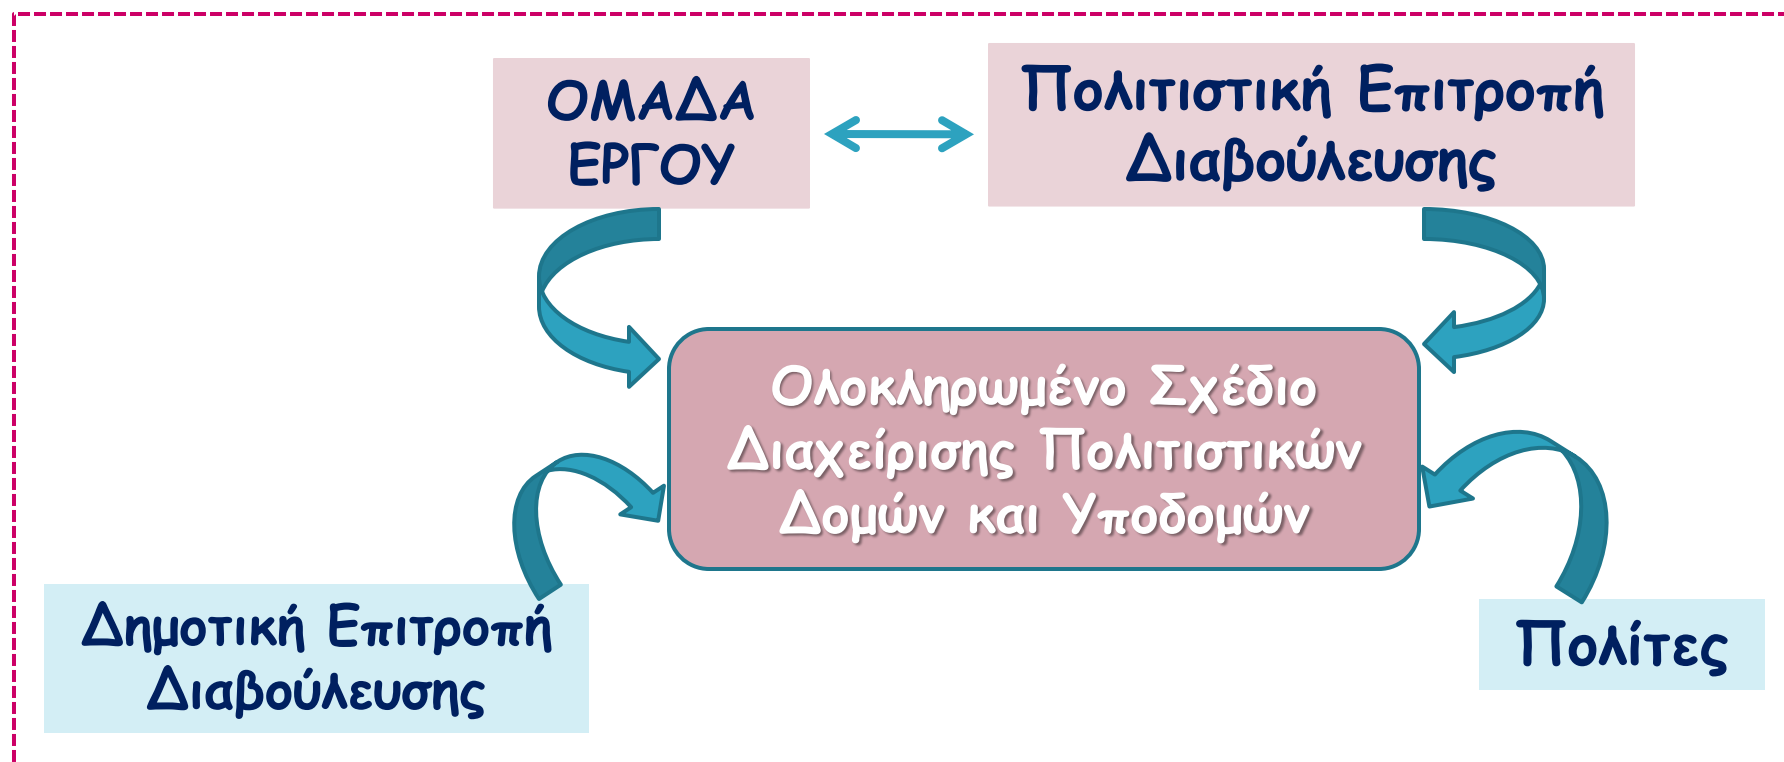 ΟΜΑΔΑ
ΕΡΓΟΥ
Πολιτιστική Επιτροπή
Διαβούλευσης
Ολοκληρωμένο Σχέδιο
Διαχείρισης Πολιτιστικών
Δομών και Υποδομών
Δημοτική Επιτροπή
Διαβούλευσης
Πολίτες